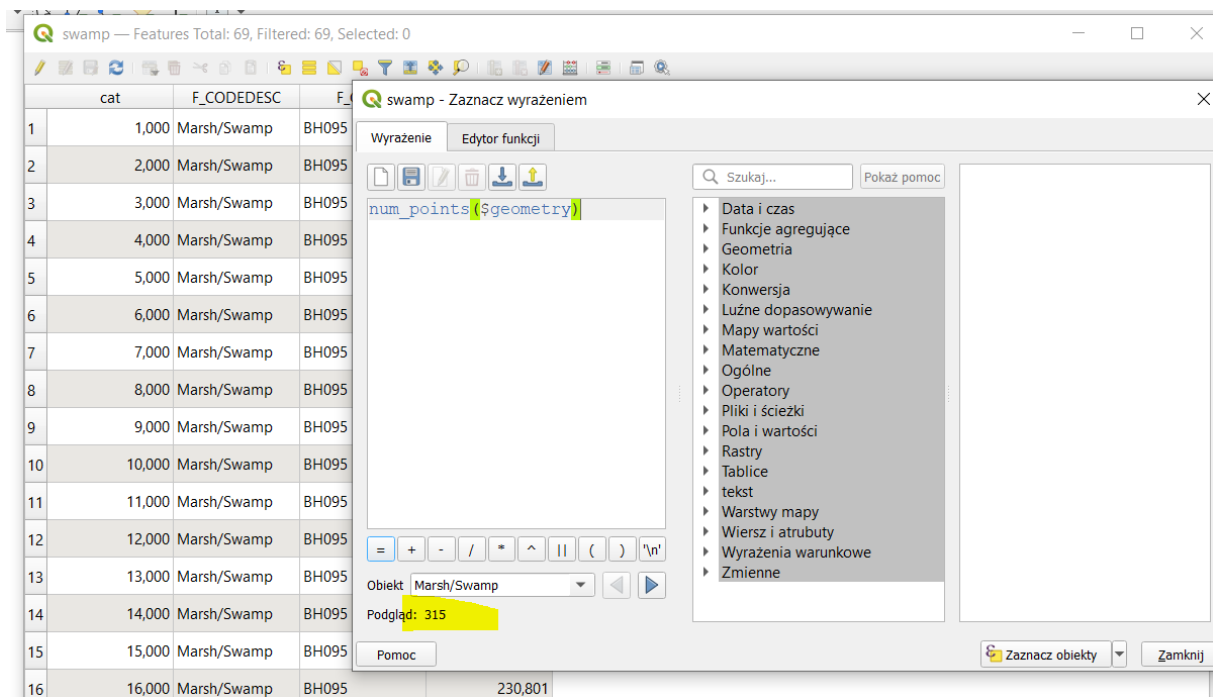 swamp — Features Total: 69, Filtered: 69, Selected: 0
cat F_CODEDESC
1 1,000 Marsh/Swamp BH095
2 2,000 Marsh/Swamp BH095
3 3,000 Marsh/Swamp BH095
4 4,000 Marsh/Swamp BH095
5 5,000 Marsh/Swamp BH095
6 6,000 Marsh/Swamp BH095
7 7,000 Marsh/Swamp BH095
8 8,000 Marsh/Swamp BH095
9 9,000 Marsh/Swamp BH095
10 10,000 Marsh/Swamp BH095
11 11,000 Marsh/Swamp BH095
12 12,000 Marsh/Swamp BH095
13 13,000 Marsh/Swamp BH095
14 14,000 Marsh/Swamp BH095
15 15,000 Marsh/Swamp BH095
16 16,000 Marsh/Swamp BH095 230,801
swamp - Zaznacz wyrażeniem
Wyrażenie Edytor funkcji
num_points($geometry)
= + - / * ^ || ( ) '\n'
Obiekt Marsh/Swamp
Podgląd: 315
Szukaj... Pokaż pomoc
Data i czas
Funkcje agregujące
Geometria
Kolor
Konwersja
Luźne dopasowywanie
Mapy wartości
Matematyczne
Ogólne
Operatory
Pliki i ścieżki
Pola i wartości
Rastry
Tablice
tekst
Warstwy mapy
Wiersz i atrubuty
Wyrażenia warunkowe
Zmienne
Pomoc Zaznacz obiekty Zamknij